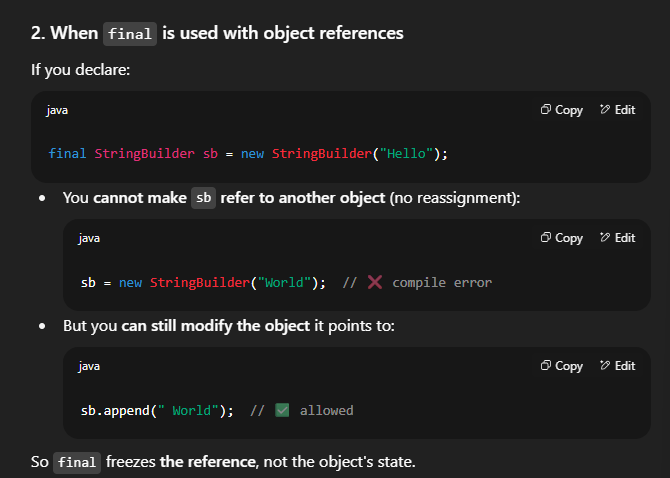 2. When final is used with object references
If you declare:
java Copy Edit
final StringBuilder sb = new StringBuilder("Hello");
• You cannot make sb refer to another object (no reassignment):
java Copy Edit
sb = new StringBuilder("World");  // ❌ compile error
• But you can still modify the object it points to:
java Copy Edit
sb.append(" World");  // ✅ allowed
So final freezes the reference, not the object's state.